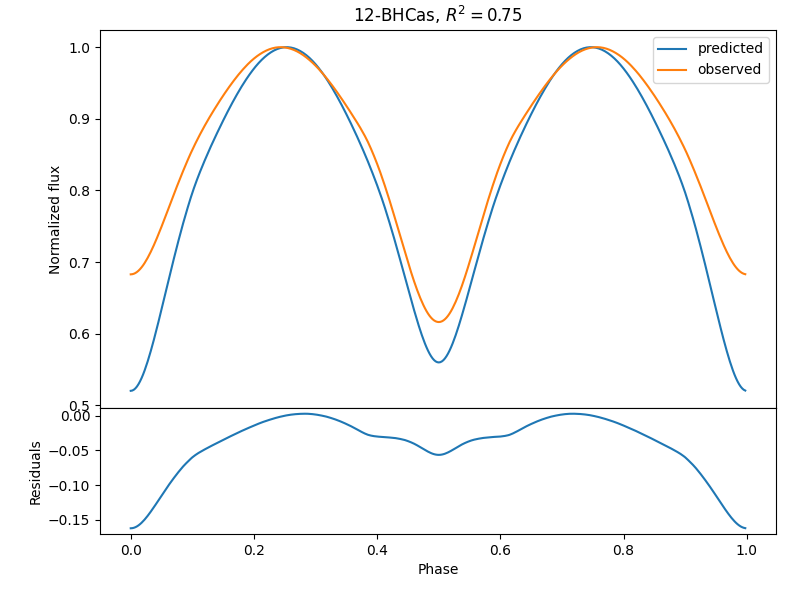 12-BHCas, $R^2 = 0.75$
predicted
observed
Normalized flux
1.0
0.9
0.8
0.7
0.6
0.5
Residuals
0.00
−0.05
−0.10
−0.15
0.0 0.2 0.4 0.6 0.8 1.0
Phase